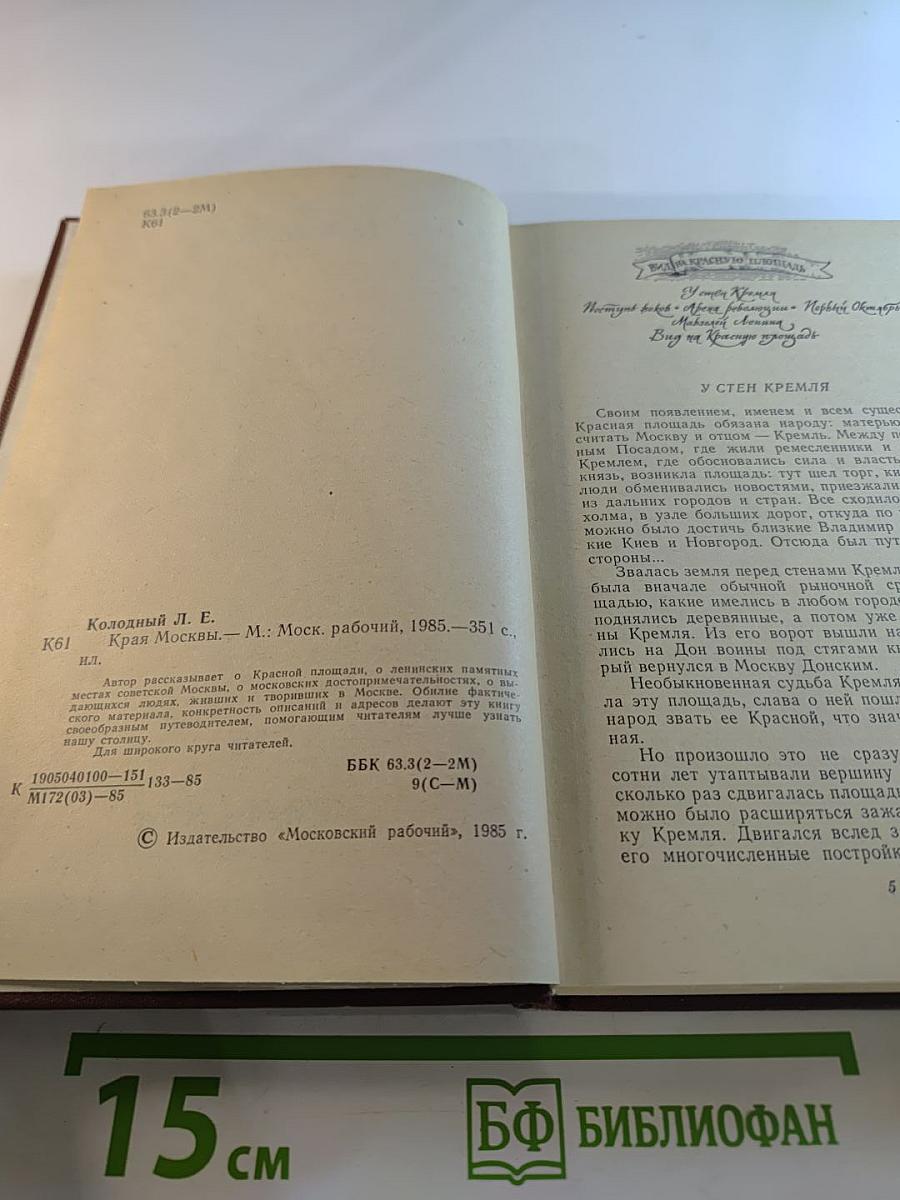 63.3(2—2М)
К61
Колодный Л. Е.
К61 Края Москвы.— М.: Моск. рабочий, 1985.—351 с.,
ил.
Автор рассказывает о Красной площади, о ленинских памятных
местах советской Москвы, о московских достопримечательностях, о вы-
дающихся людях, живших и творивших в Москве. Обилие фактиче-
ского материала, конкретность описаний и адресов делают эту книгу
своеобразным путеводителем, помогающим читателям лучше узнать
нашу столицу.
Для широкого круга читателей.
К 1905040100—151 133—85
М172(03)—85
ББК 63.3(2—2М)
9(С—М)
© Издательство «Московский рабочий», 1985 г.
ВИД НА КРАСНУЮ ПЛОЩАДЬ
У стен Кремля
Поступь веков • Арена революции • Первый Октябрь
Мавзолей Ленина
Вид на Красную площадь
У СТЕН КРЕМЛЯ
Своим появлением, именем и всем сущес
Красная площадь обязана народу: матерью
считать Москву и отцом — Кремль. Между по
ным Посадом, где жили ремесленники и
Кремлем, где обосновались сила и власть
князь, возникла площадь: тут шел торг, ки
люди обменивались новостями, приезжали
из дальних городов и стран. Все сходило
холма, в узле больших дорог, откуда по
можно было достичь близкие Владимир
кие Киев и Новгород. Отсюда был пут
стороны...
Звалась земля перед стенами Кремл
была вначале обычной рыночной ср
щадью, какие имелись в любом городе
поднялись деревянные, а потом уже
ны Кремля. Из его ворот вышли на
лись на Дон воины под стягами кн
рый вернулся в Москву Донским.
Необыкновенная судьба Кремля
ла эту площадь, слава о ней пошл
народ звать ее Красной, что знач
ная.
Но произошло это не сразу
сотни лет утаптывали вершину
сколько раз сдвигалась площадь
можно было расширяться зажа
ку Кремля. Двигался вслед з
его многочисленные постройк
5
15 см
БФ БИБЛИОФАН